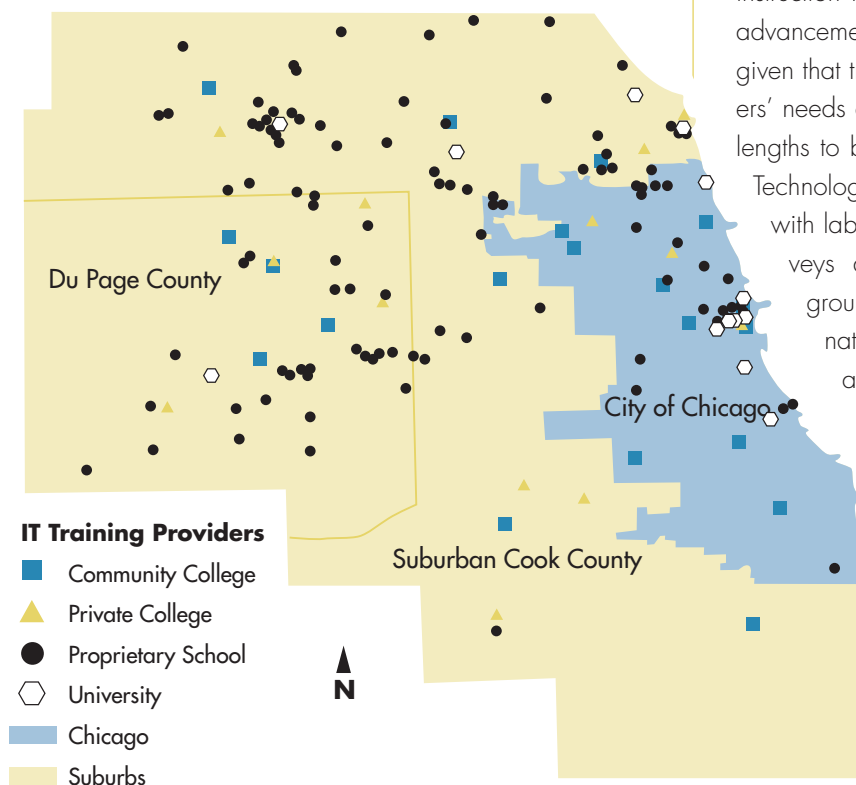 advanceme
given that t
ers’ needs
lengths to b
Technolog
with lab
veys
grou
nat
a
Du Page County
City of Chicago
Suburban Cook County
IT Training Providers
Community College
Private College
Proprietary School
University
Chicago
Suburbs
N